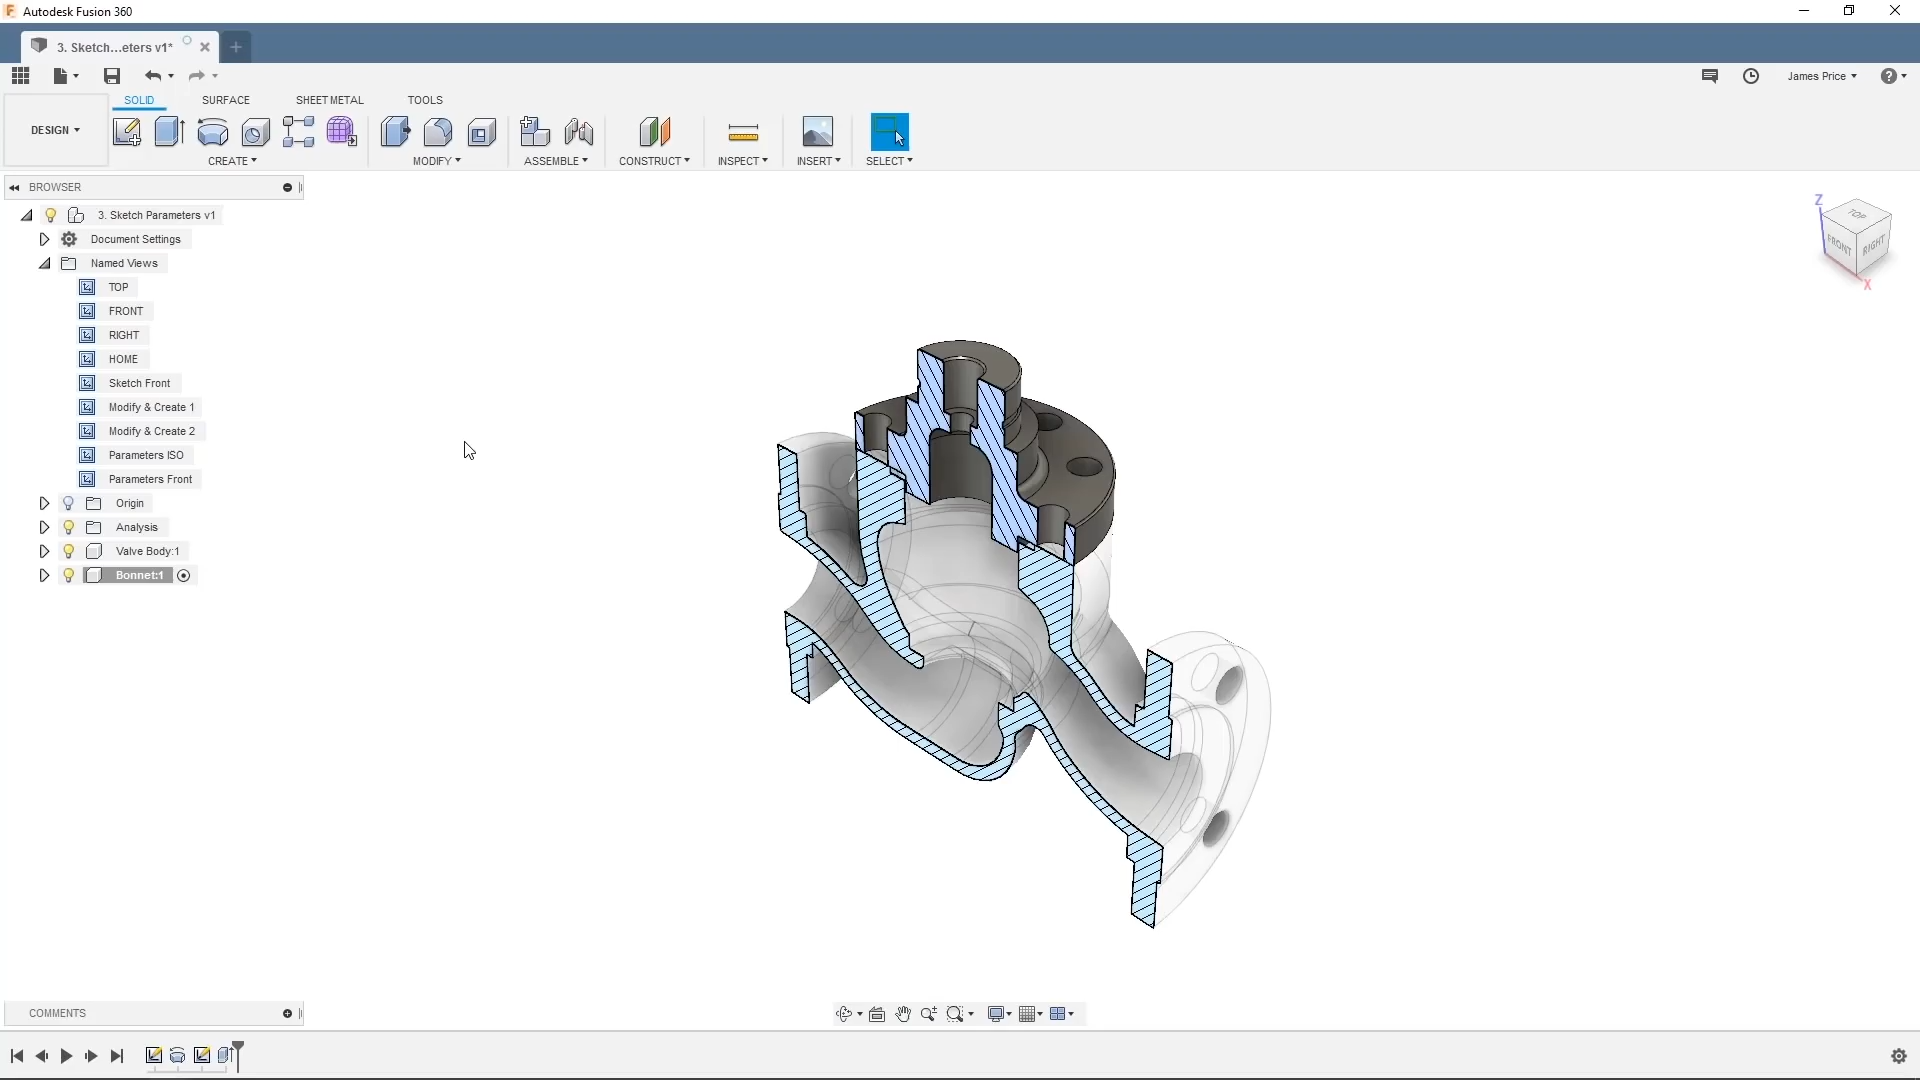 Autodesk Fusion 360
3. Sketch...eters v1*
James Price
DESIGN
SOLID
SURFACE
SHEET METAL
TOOLS
CREATE
MODIFY
ASSEMBLE
CONSTRUCT
INSPECT
INSERT
SELECT
BROWSER
3. Sketch Parameters v1
Document Settings
Named Views
TOP
FRONT
RIGHT
HOME
Sketch Front
Modify & Create 1
Modify & Create 2
Parameters ISO
Parameters Front
Origin
Analysis
Valve Body:1
Bonnet:1
Z
TOP
FRONT
RIGHT
X
COMMENTS